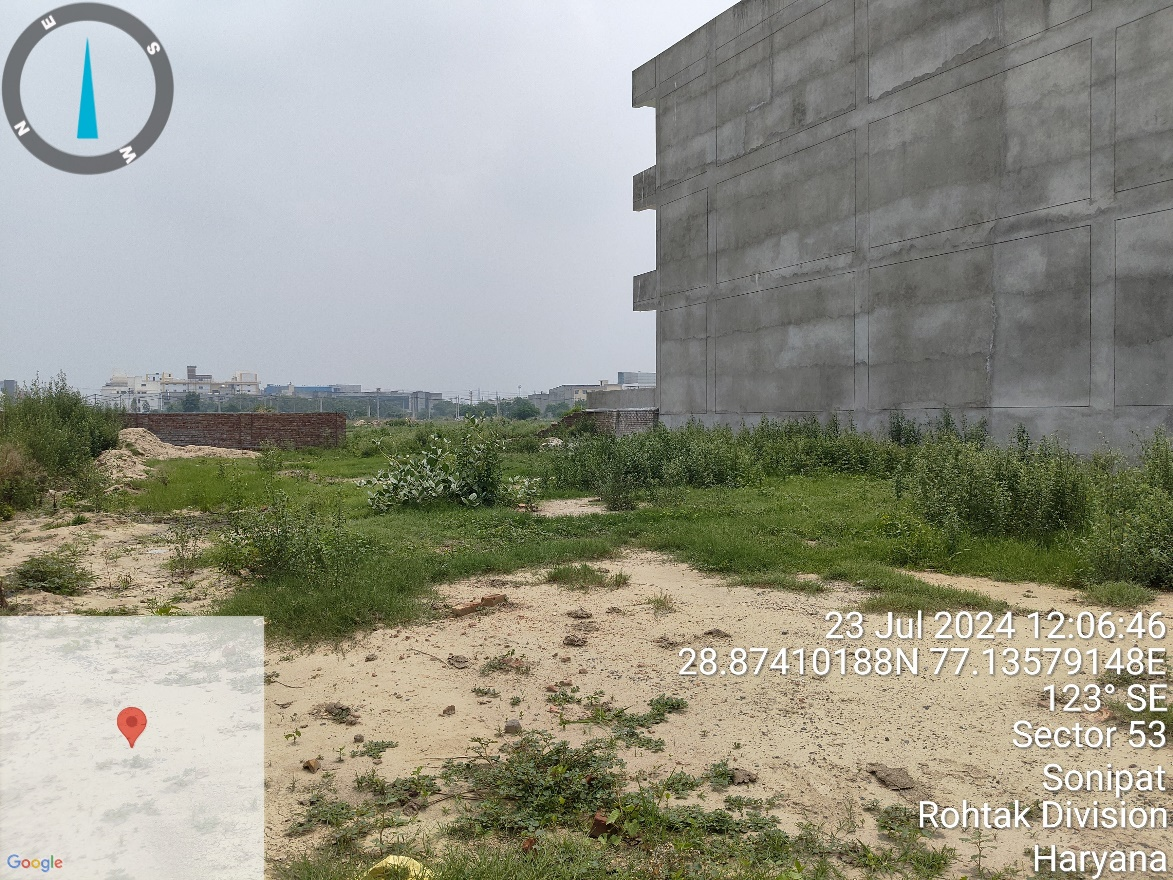 E
S
N
W
23 Jul 2024 12:06:46
28.87410188N 77.13579148E
123° SE
Sector 53
Sonipat
Rohtak Division
Haryana
Google